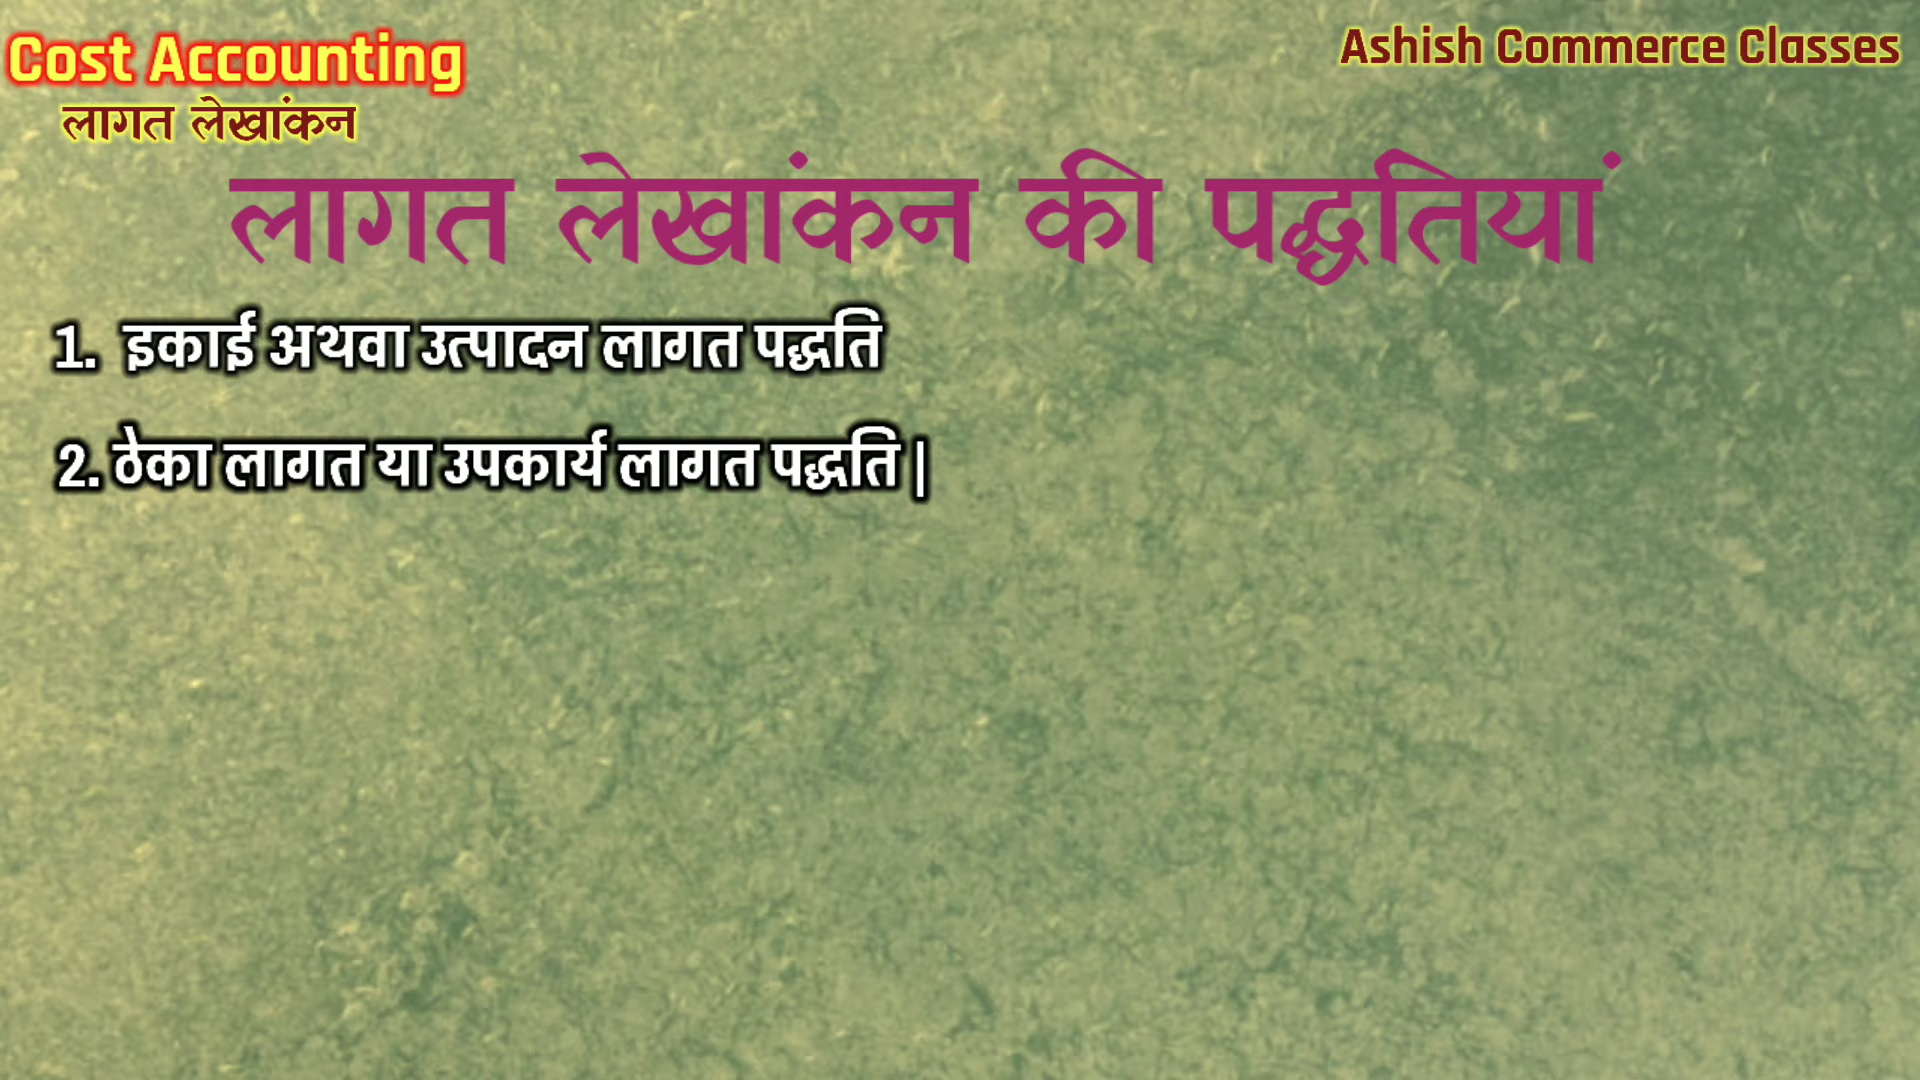 Cost Accounting
Ashish Commerce Classes
लागत लेखांकन
लागत लेखांकन की पद्धतियां
1. इकाई अथवा उत्पादन लागत पद्धति
2. ठेका लागत या उपकार्य लागत पद्धति |